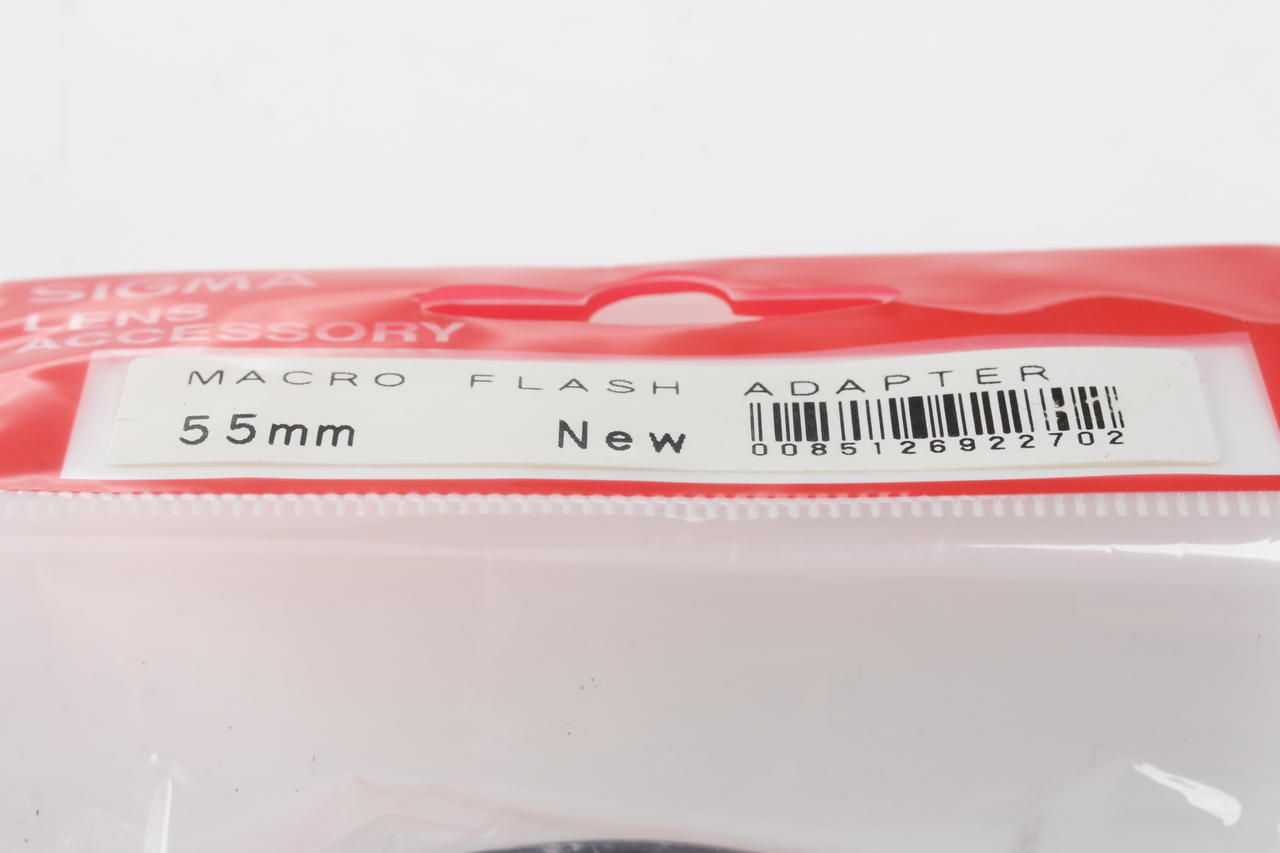 SIGMA
LENS
ACCESSORY
MACRO FLASH ADAPTER
55mm New
0085126922702